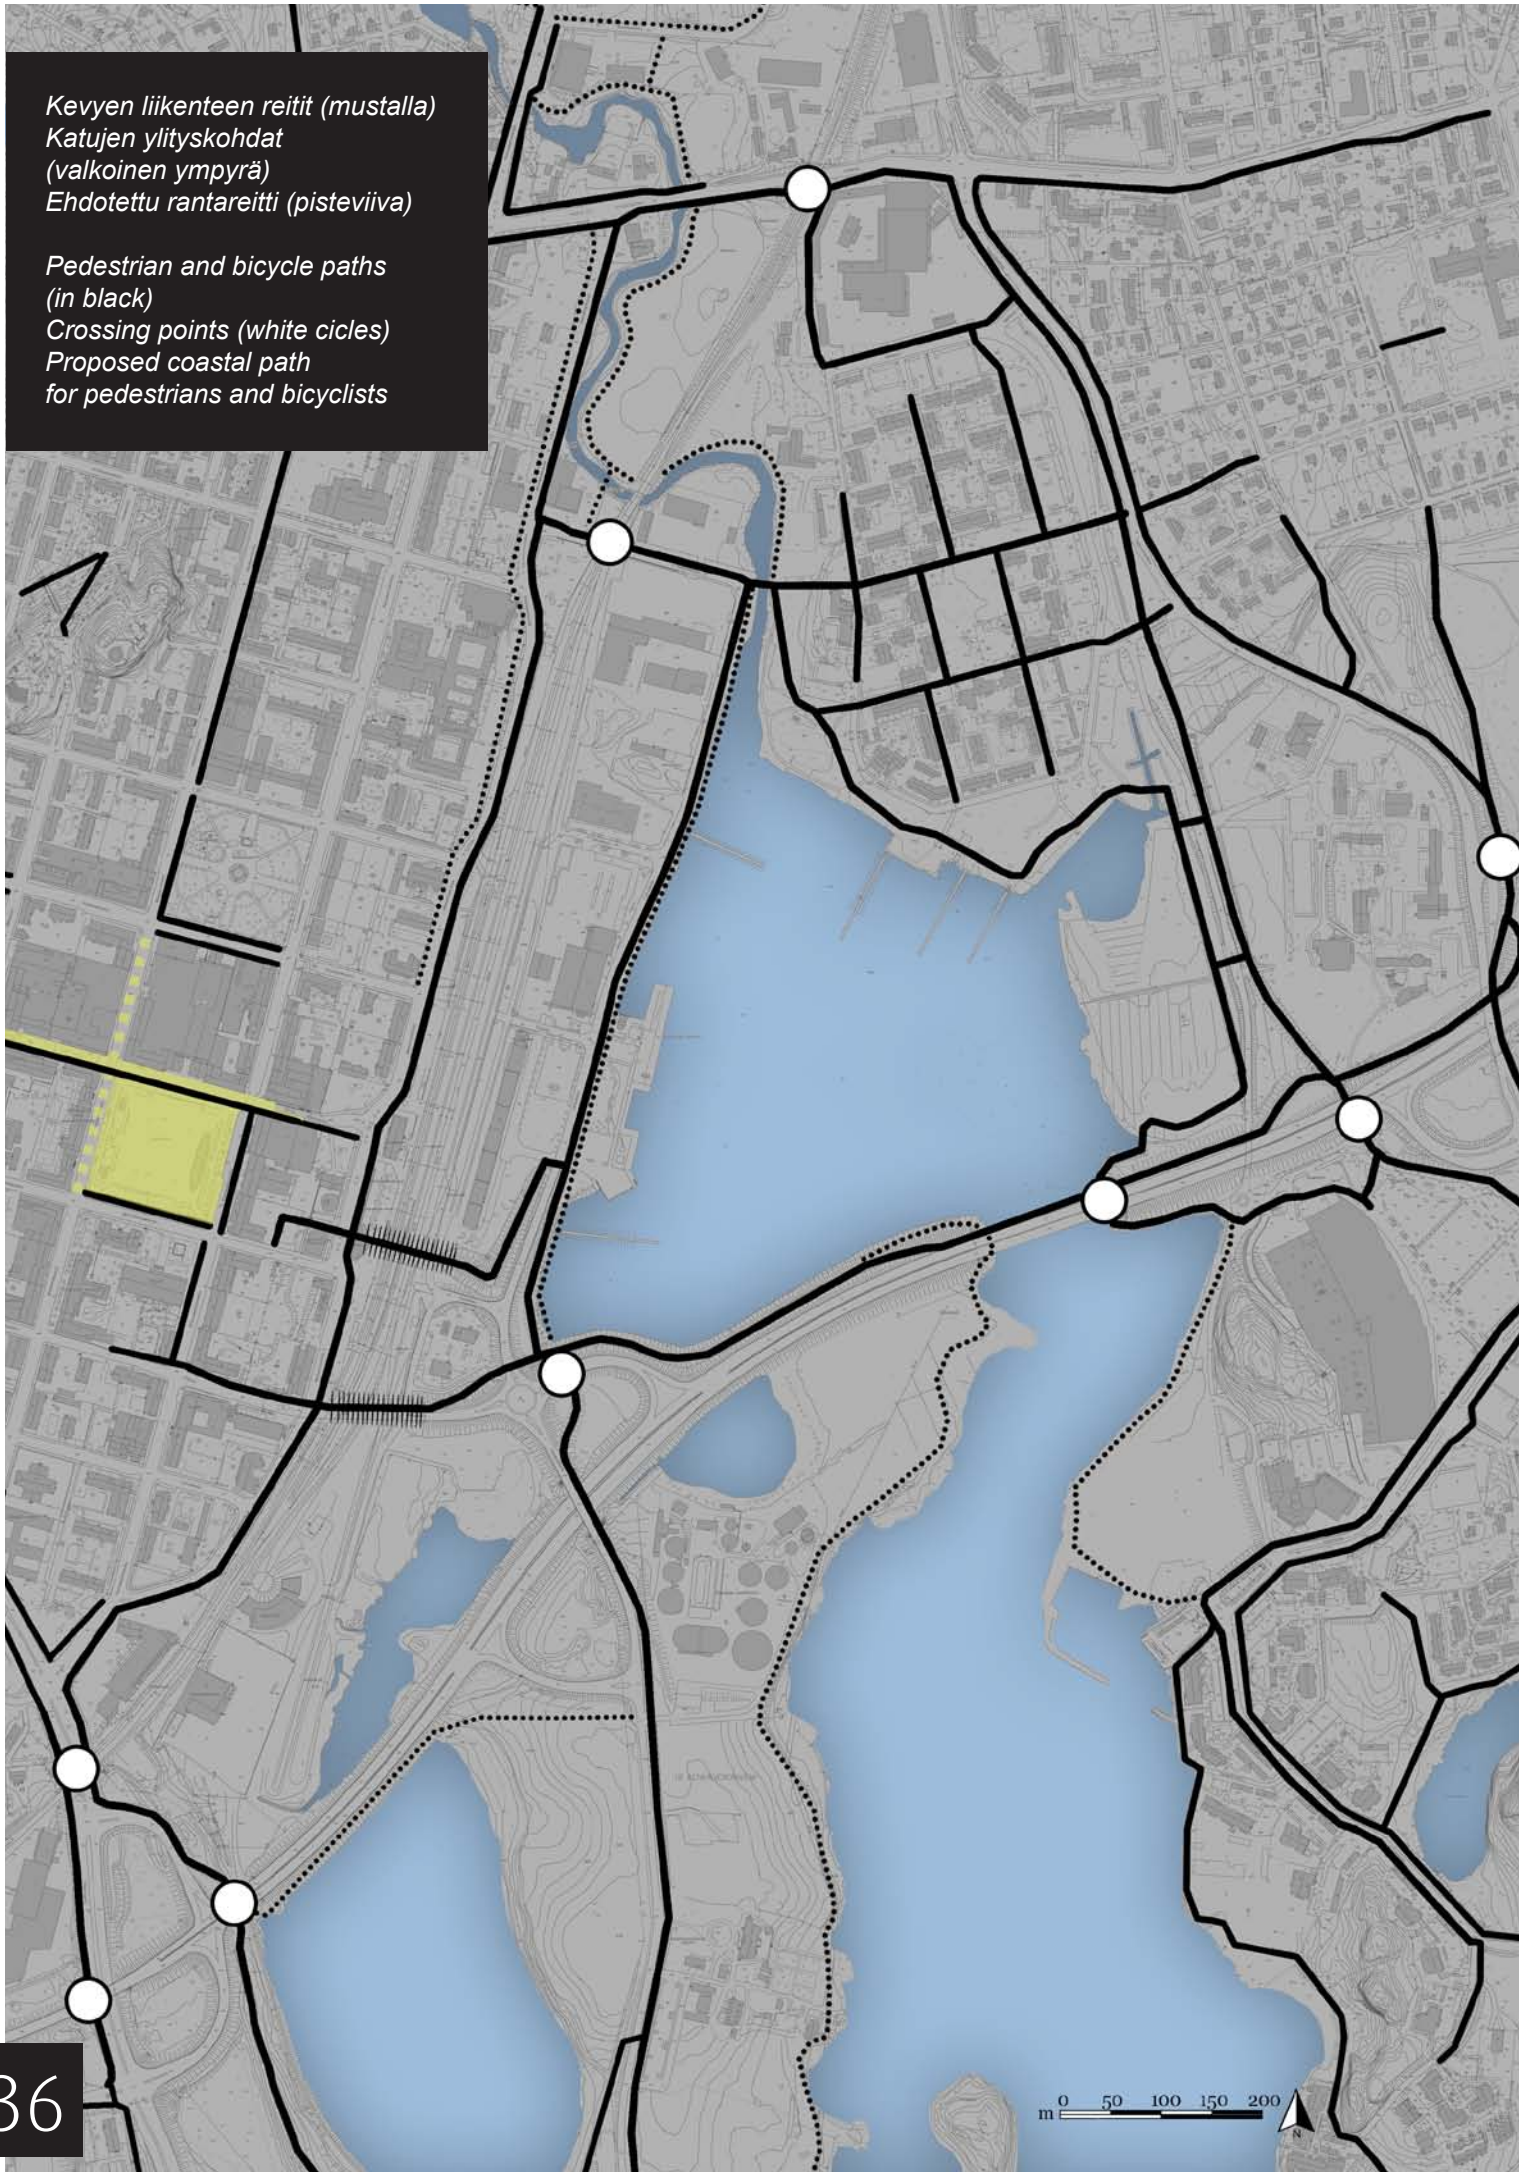 Kevyen liikenteen reitit (mustalla)
Katujen ylityskohdat
(valkoinen ympyrä)
Ehdotettu rantareitti (pisteviiva)
Pedestrian and bicycle paths
(in black)
Crossing points (white cicles)
Proposed coastal path
for pedestrians and bicyclists
m 0 50 100 150 200
N
36